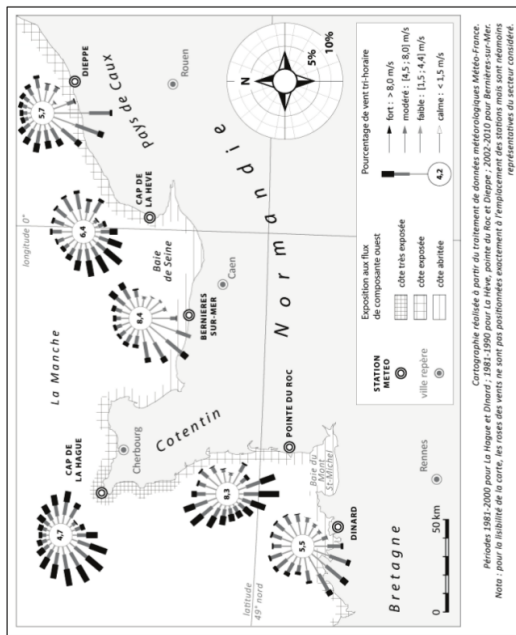 longitude 0°
La Manche
CAP DE
LA HAGUE
Cherbourg
Cotentin
4,7
8,4
6,4
5,7
8,3
5,5
Baie
de Seine
BERNIERES
SUR-MER
Caen
CAP DE
LA HEVE
Pays de Caux
DIEPPE
Rouen
Normandie
N
5%
10%
POINTE DU ROC
Baie du
Mont
St-Michel
DINARD
Bretagne
Rennes
latitude
49° nord
0
50 km
STATION
METEO
ville repère
Exposition aux flux
de composante ouest
côte très exposée
côte exposée
côte abritée
Pourcentage de vent tri-horaire
fort : > 8,0 m/s
modéré : [4,5 ; 8,0] m/s
faible : [1,5 ; 4,4] m/s
calme : < 1,5 m/s
4,2
Cartographie réalisée à partir du traitement de données météorologiques Météo-France.
Périodes 1981-2000 pour La Hague et Dinard ; 1981-1990 pour La Hève, pointe du Roc et Dieppe ; 2002-2010 pour Bernières-sur-Mer.
Nota : pour la lisibilité de la carte, les roses des vents ne sont pas positionnées exactement à l'emplacement des stations mais sont néamoins
représentatives du secteur considéré.